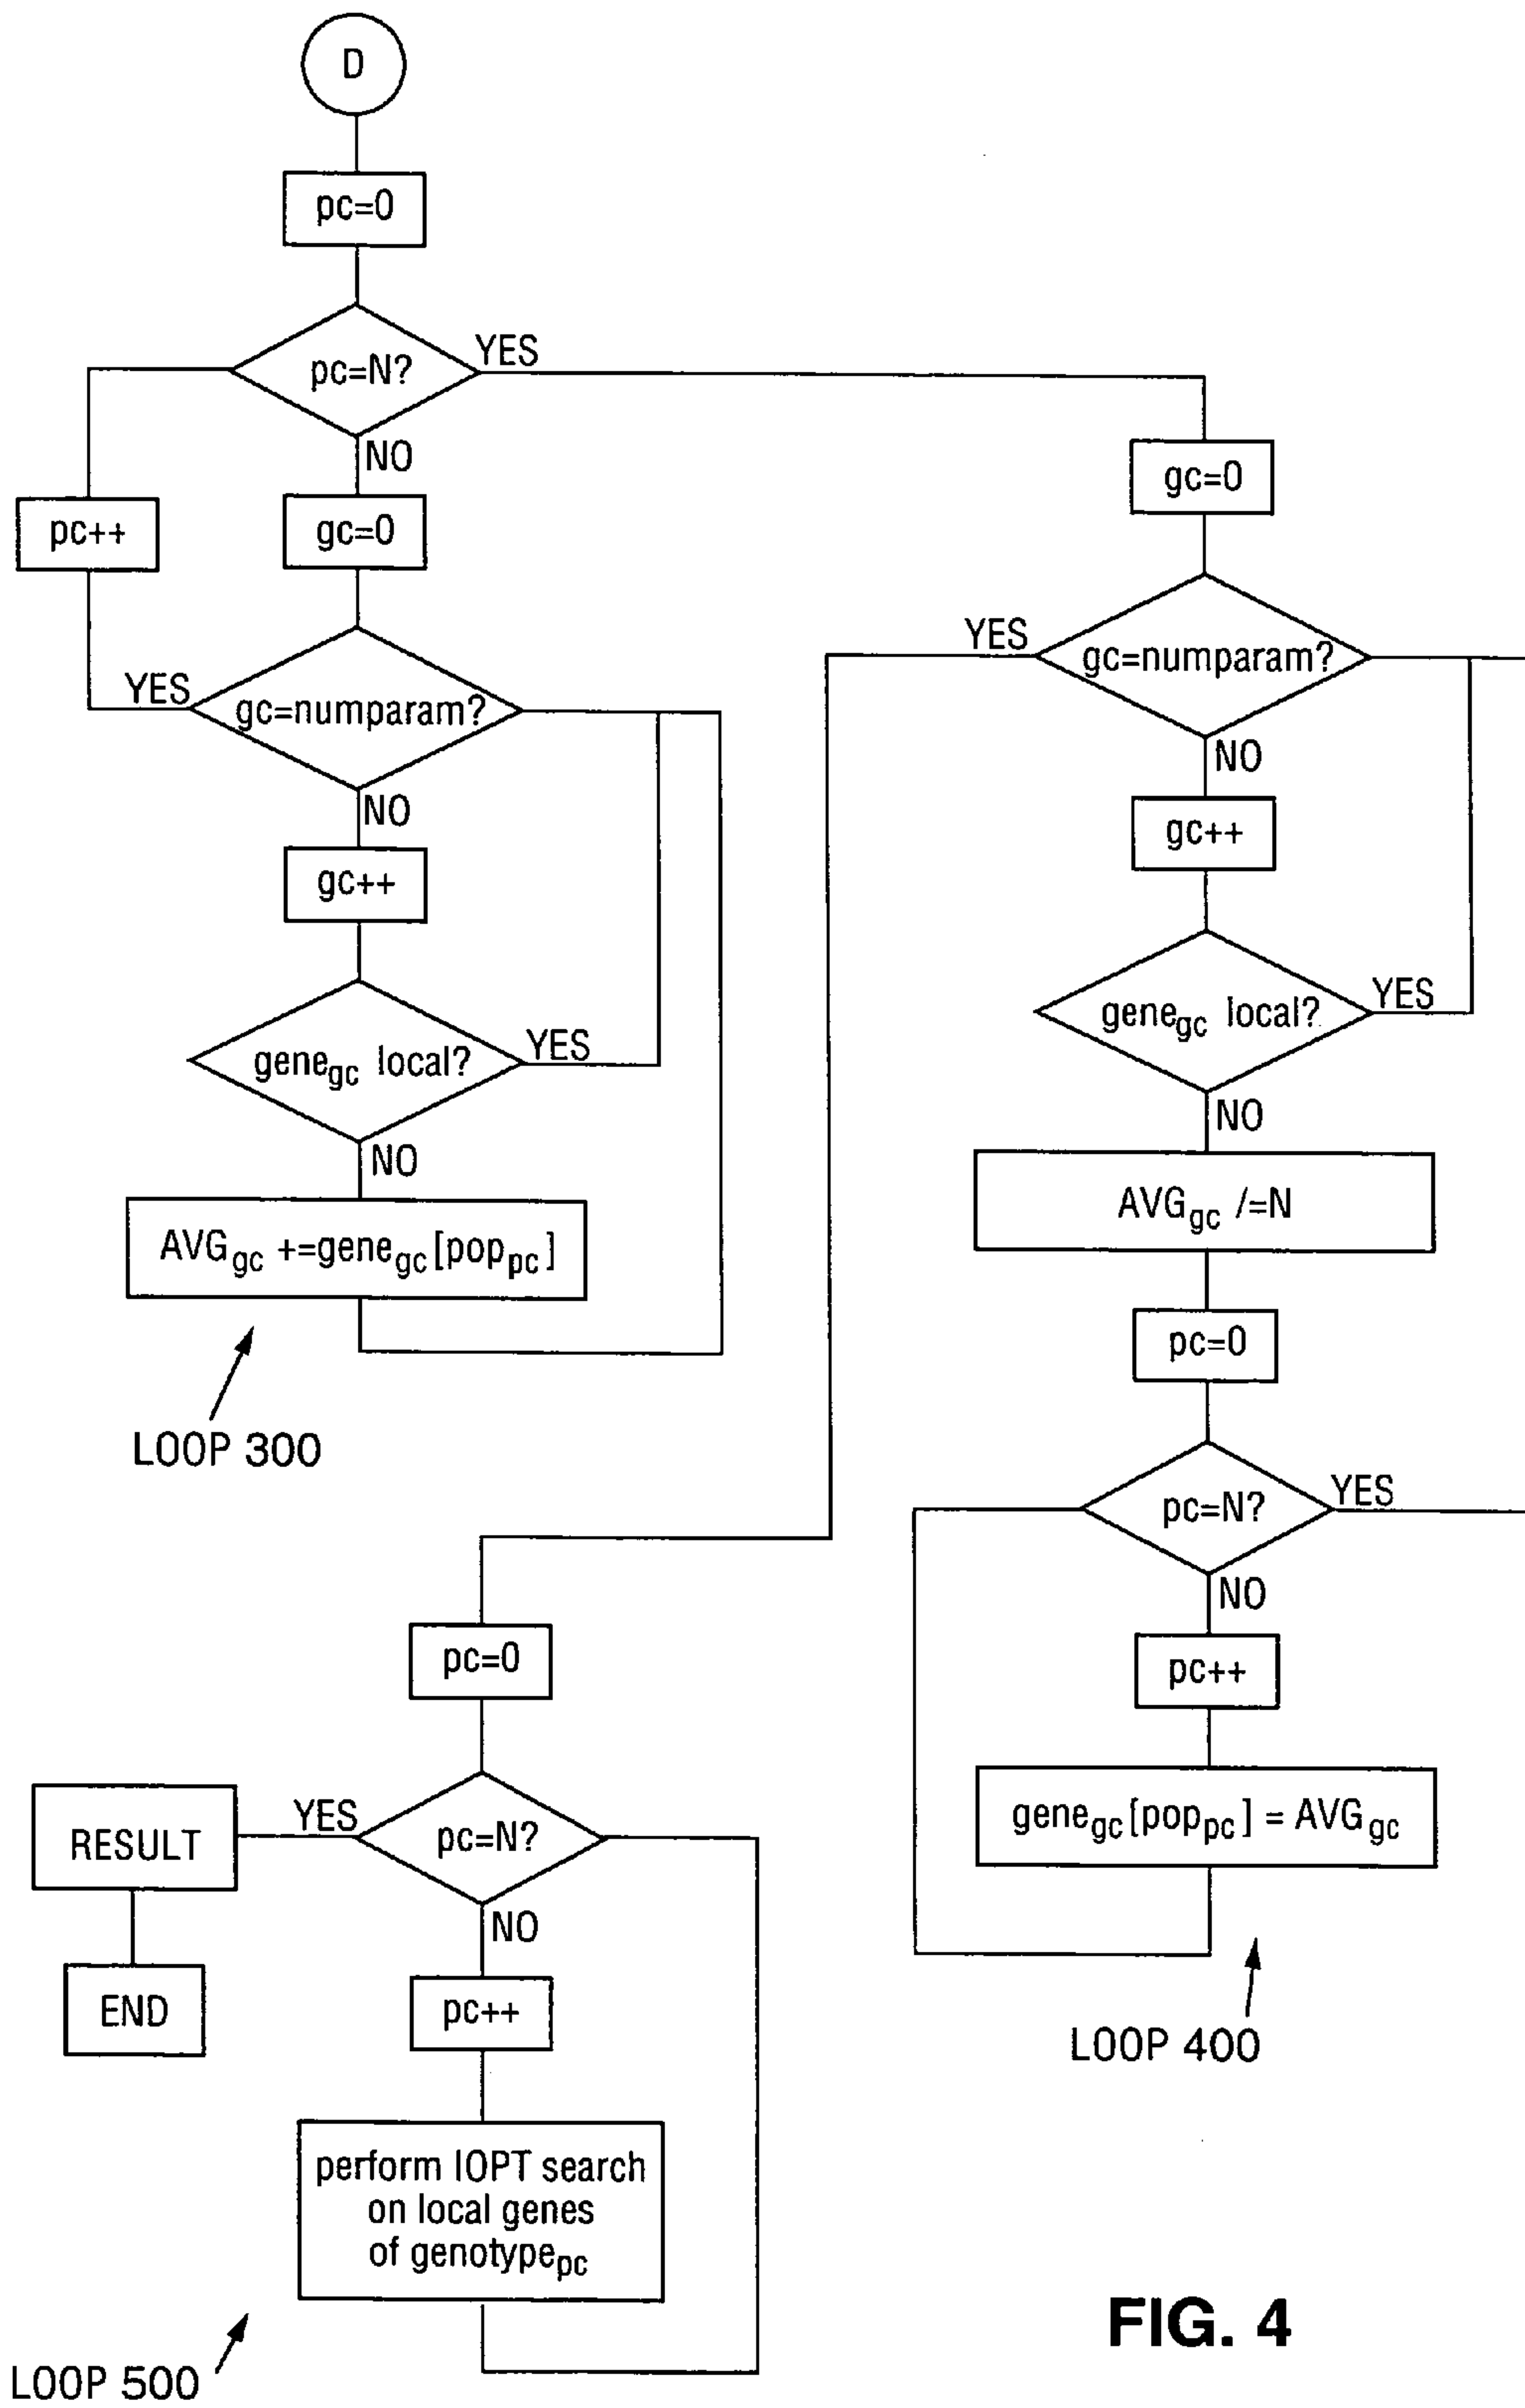 D
pc=0
pc=N?
YES
NO
pc++
gc=0
YES
gc=numparam?
NO
gc++
genegc local?
YES
NO
AVGgc +=genegc[poppc]
LOOP 300
gc=0
YES
gc=numparam?
NO
gc++
genegc local?
YES
NO
AVGgc /=N
pc=0
pc=N?
YES
NO
pc++
genegc[poppc] = AVGgc
LOOP 400
pc=0
YES
pc=N?
RESULT
NO
END
pc++
perform IOPT search
on local genes
of genotypepc
LOOP 500
FIG. 4